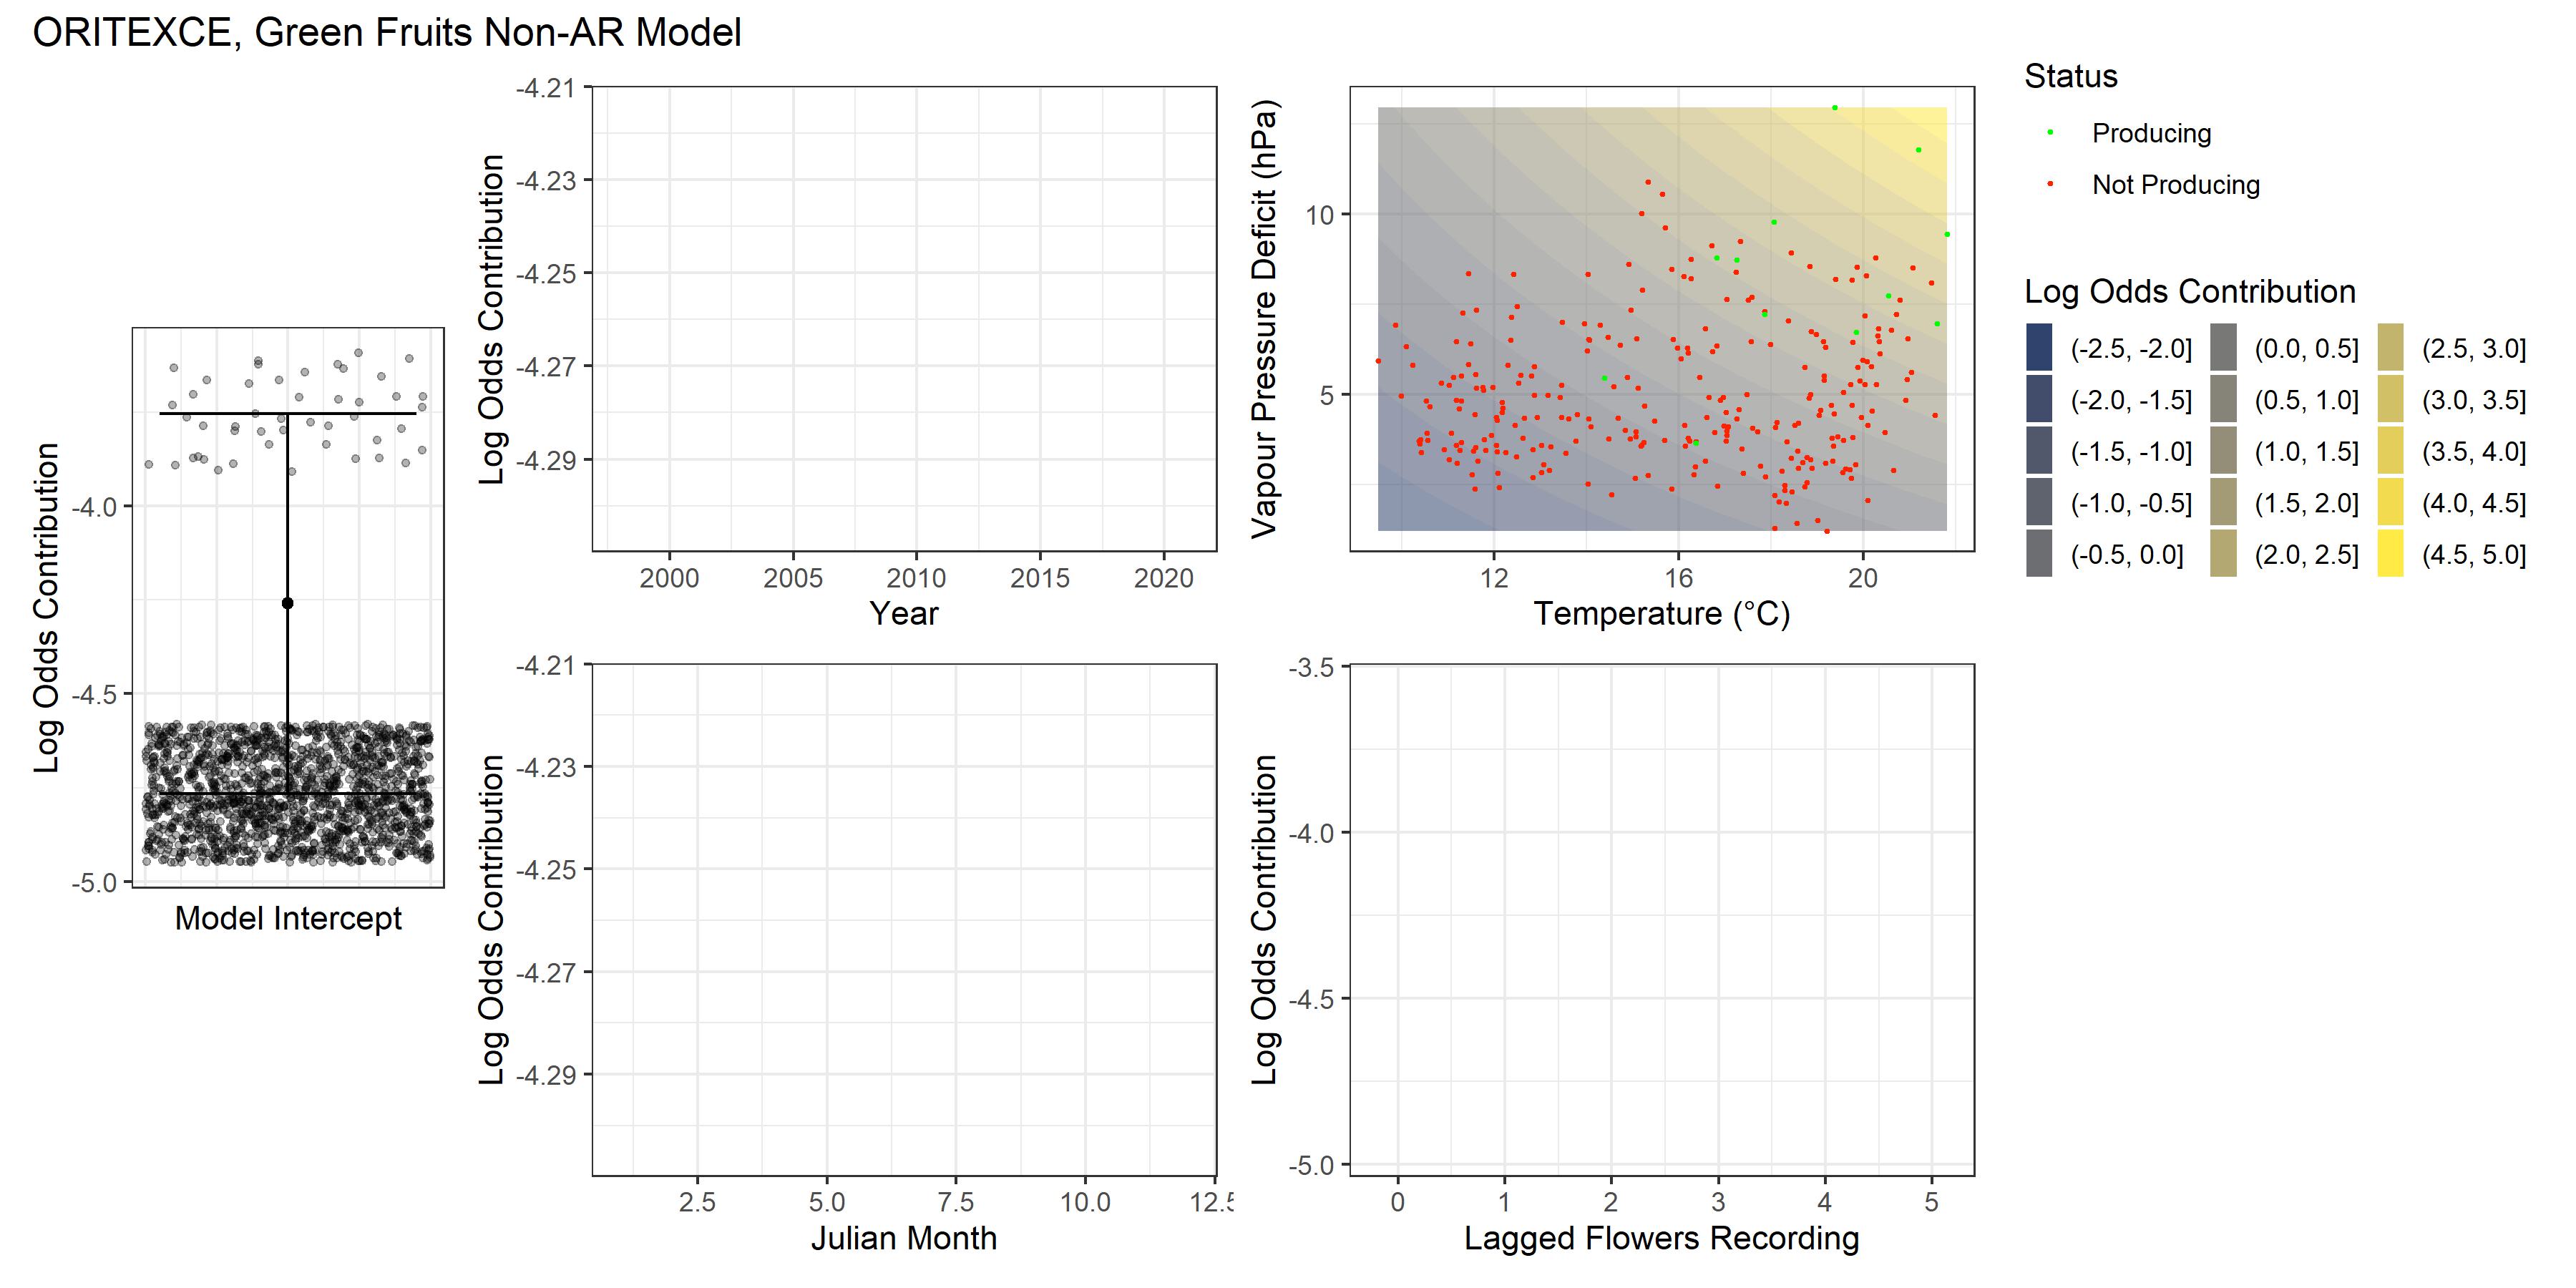 ORITEXCE, Green Fruits Non-AR Model
Log Odds Contribution
-4.0
-4.5
-5.0
Model Intercept
Log Odds Contribution
-4.21
-4.23
-4.25
-4.27
-4.29
2000 2005 2010 2015 2020
Year
Vapour Pressure Deficit (hPa)
10
5
12 16 20
Temperature (°C)
Status
Producing
Not Producing
Log Odds Contribution
(-2.5, -2.0] (0.0, 0.5] (2.5, 3.0]
(-2.0, -1.5] (0.5, 1.0] (3.0, 3.5]
(-1.5, -1.0] (1.0, 1.5] (3.5, 4.0]
(-1.0, -0.5] (1.5, 2.0] (4.0, 4.5]
(-0.5, 0.0] (2.0, 2.5] (4.5, 5.0]
Log Odds Contribution
-4.21
-4.23
-4.25
-4.27
-4.29
2.5 5.0 7.5 10.0
Julian Month
Log Odds Contribution
-3.5
-4.0
-4.5
-5.0
0 1 2 3 4 5
Lagged Flowers Recording